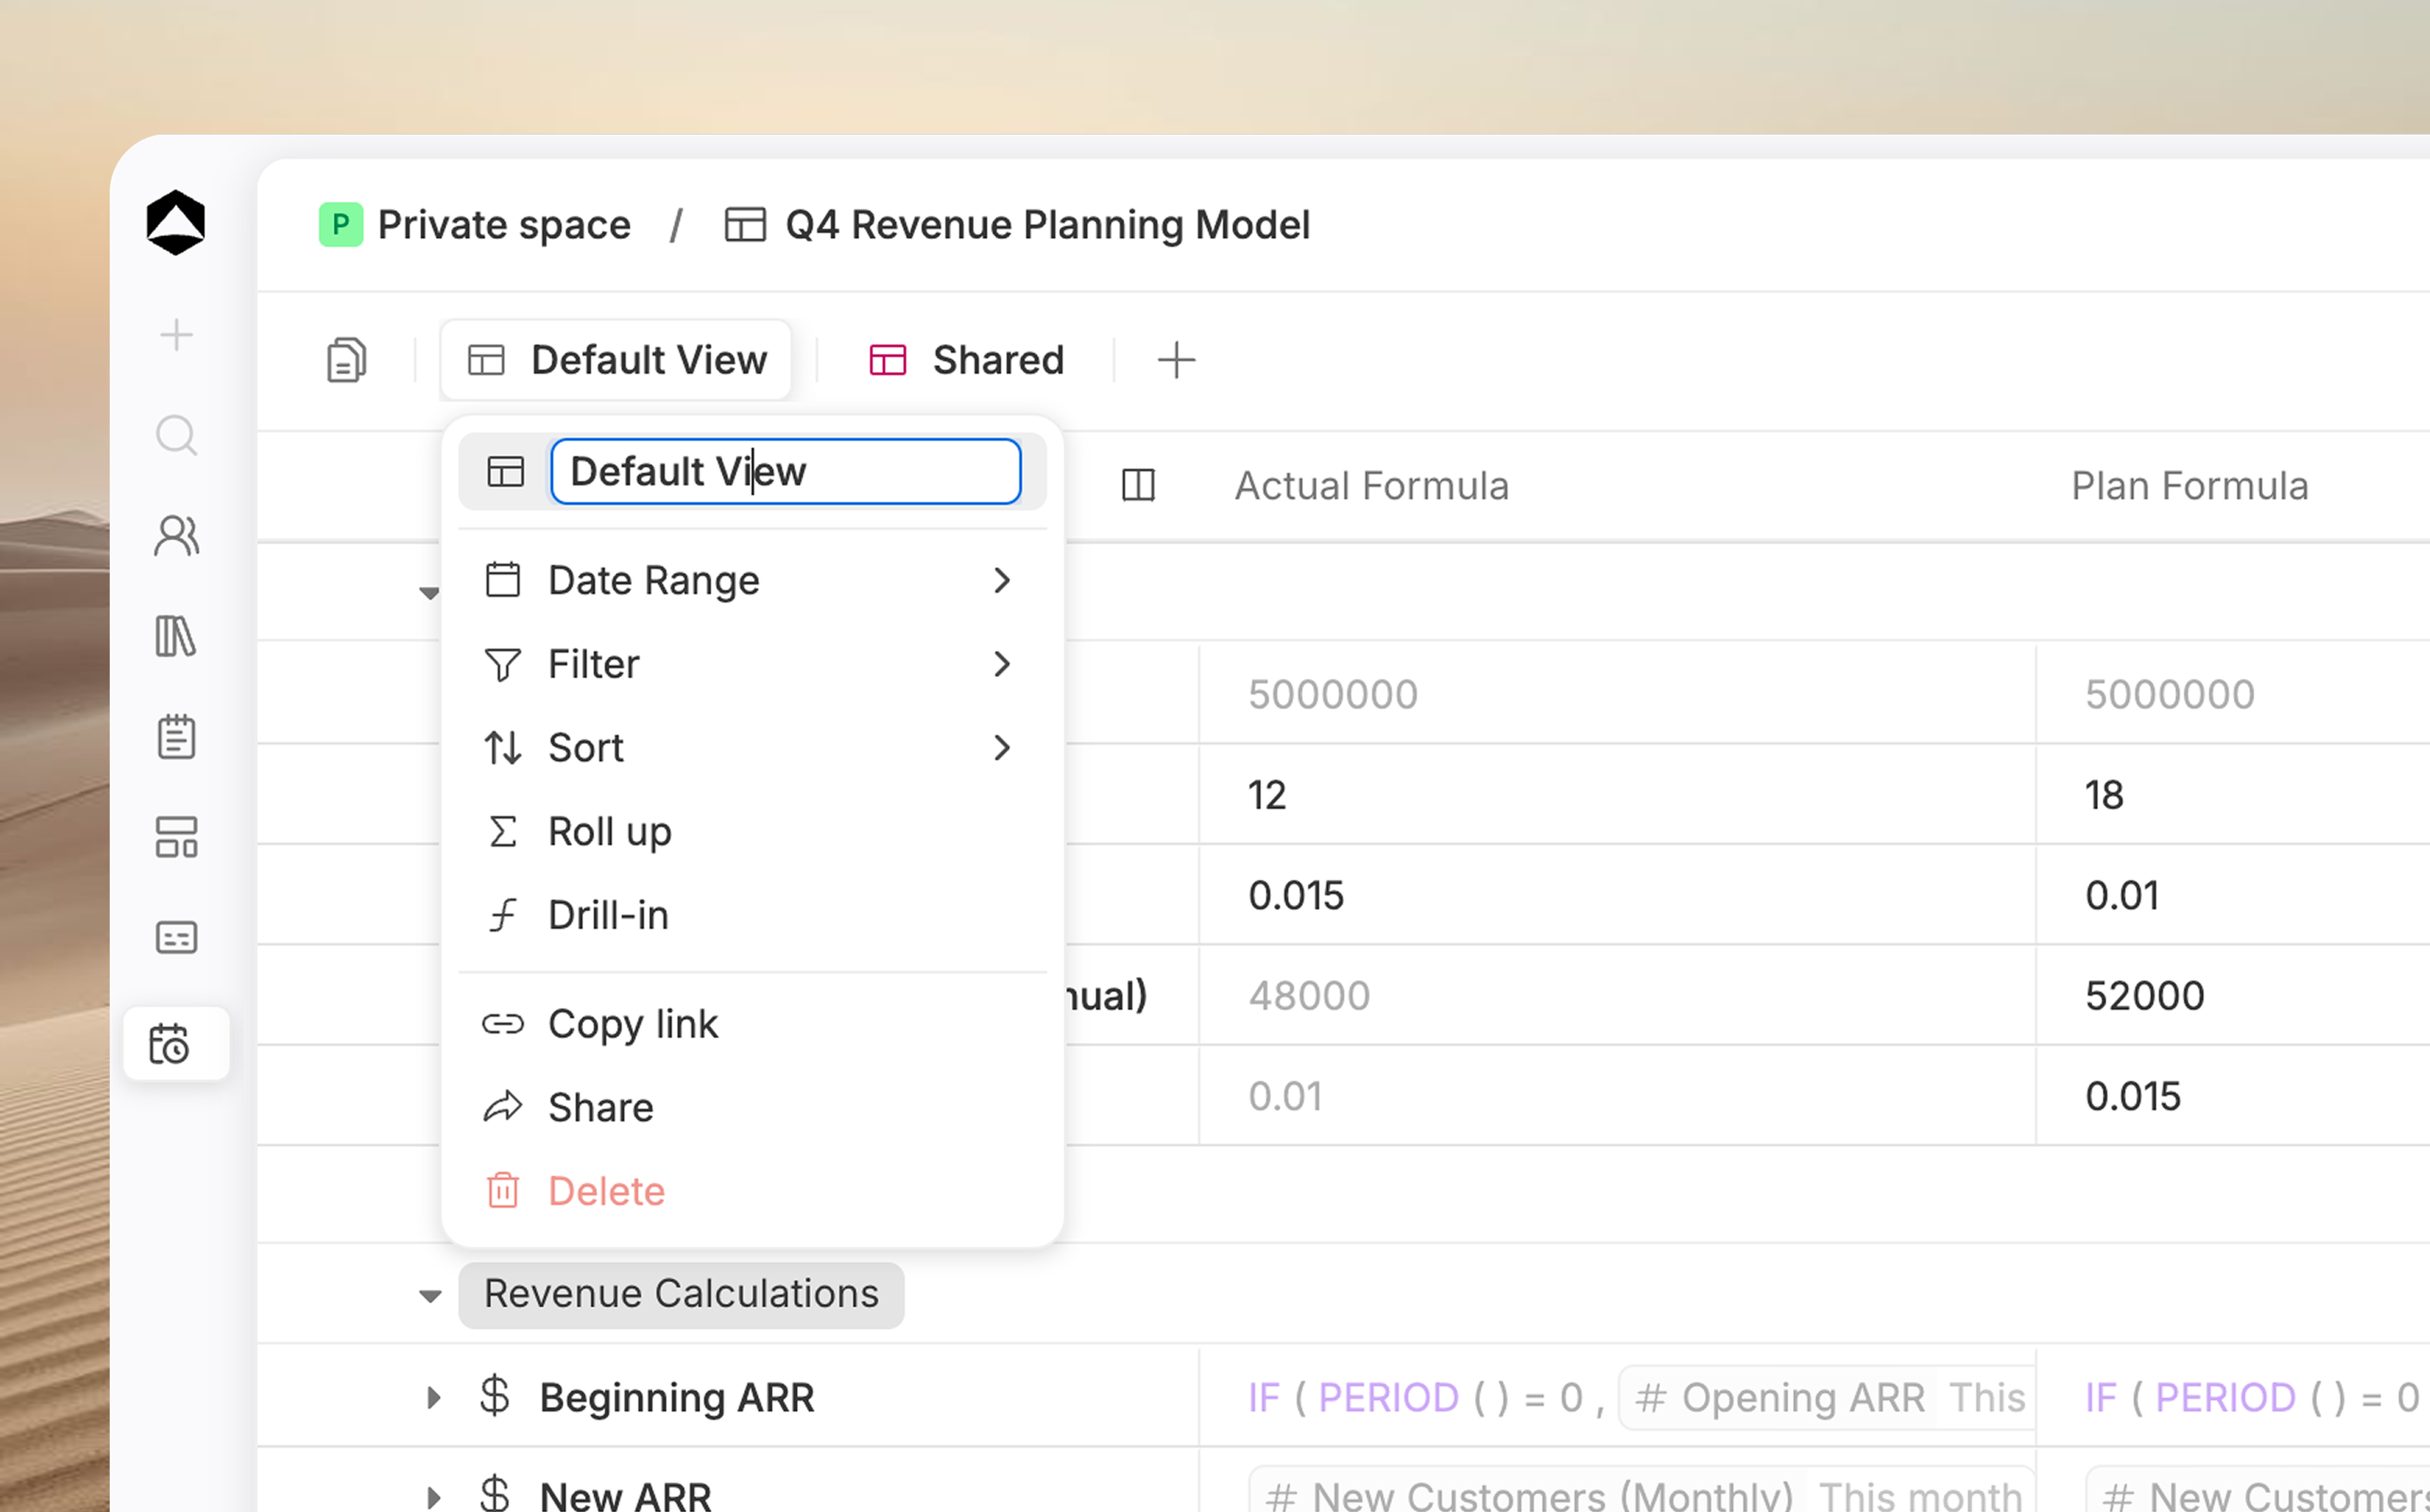 P Private space / Q4 Revenue Planning Model
Default View Shared
Default View
Actual Formula Plan Formula
Date Range
Filter
5000000 5000000
Sort
12 18
Roll up
0.015 0.01
Drill-in
nual) 48000 52000
Copy link
0.01 0.015
Share
Delete
Revenue Calculations
Beginning ARR IF ( PERIOD ( ) = 0 , # Opening ARR This IF ( PERIOD ( ) = 0
New ARR # New Customers (Monthly) This month # New Customer